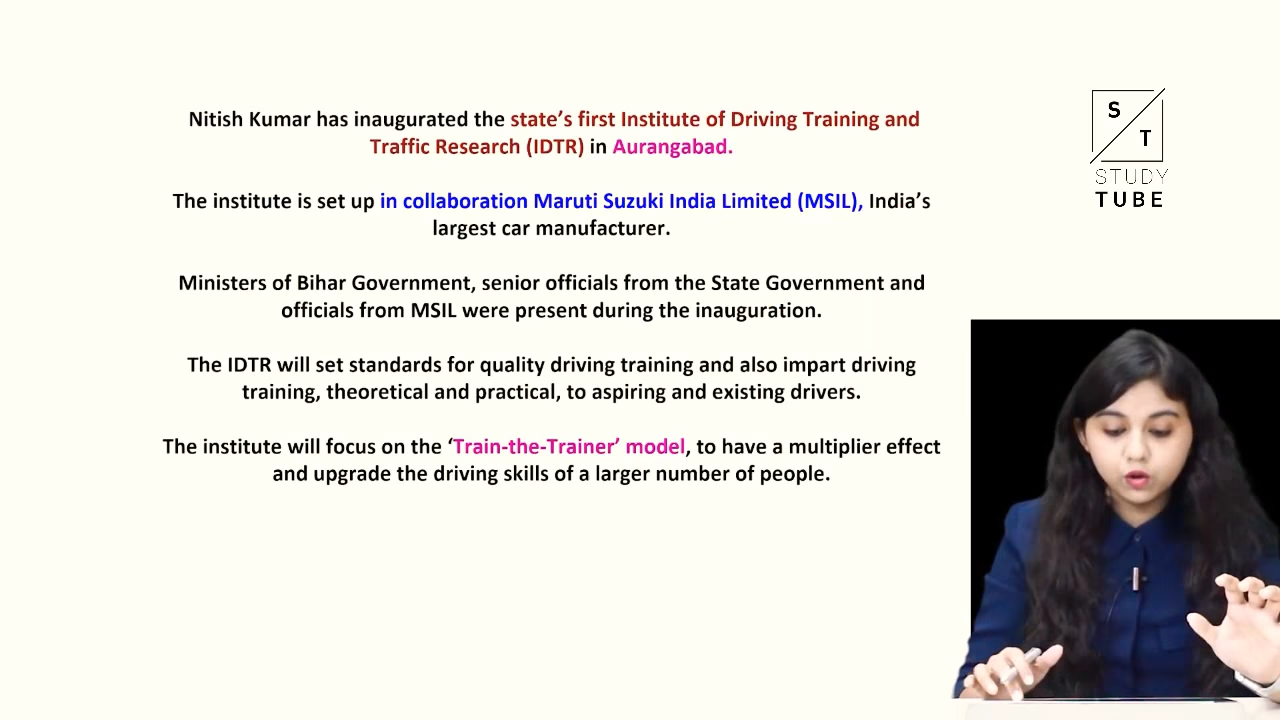 Nitish Kumar has inaugurated the state’s first Institute of Driving Training and
Traffic Research (IDTR) in Aurangabad.
The institute is set up in collaboration Maruti Suzuki India Limited (MSIL), India’s
largest car manufacturer.
Ministers of Bihar Government, senior officials from the State Government and
officials from MSIL were present during the inauguration.
The IDTR will set standards for quality driving training and also impart driving
training, theoretical and practical, to aspiring and existing drivers.
The institute will focus on the ‘Train-the-Trainer’ model, to have a multiplier effect
and upgrade the driving skills of a larger number of people.
S
T
STUDY
TUBE